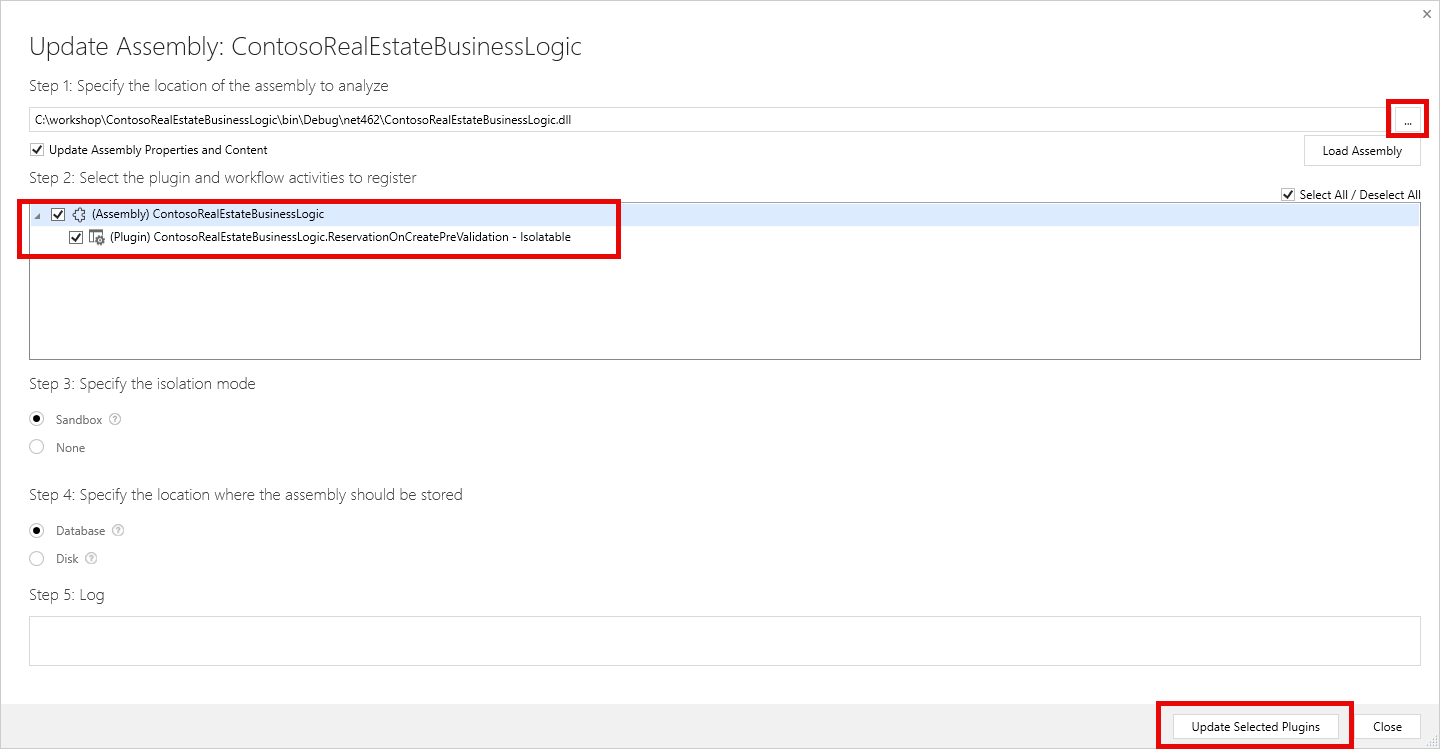 Update Assembly: ContosoRealEstateBusinessLogic
Step 1: Specify the location of the assembly to analyze
C:\workshop\ContosoRealEstateBusinessLogic\bin\Debug\net462\ContosoRealEstateBusinessLogic.dll
...
Update Assembly Properties and Content
Load Assembly
Step 2: Select the plugin and workflow activities to register
Select All / Deselect All
(Assembly) ContosoRealEstateBusinessLogic
(Plugin) ContosoRealEstateBusinessLogic.ReservationOnCreatePreValidation - Isolatable
Step 3: Specify the isolation mode
Sandbox ?
None
Step 4: Specify the location where the assembly should be stored
Database ?
Disk ?
Step 5: Log
Update Selected Plugins
Close